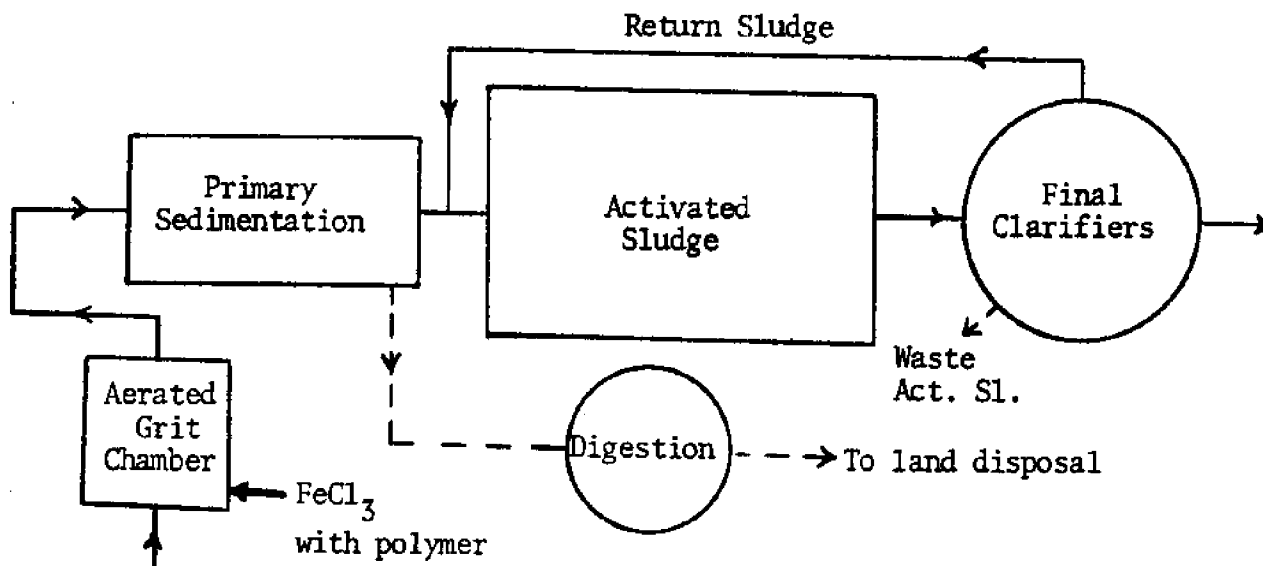 Return Sludge
Primary
Sedimentation
Activated
Sludge
Final
Clarifiers
Waste
Act. Sl.
Aerated
Grit
Chamber
Digestion
To land disposal
FeCl3
with polymer